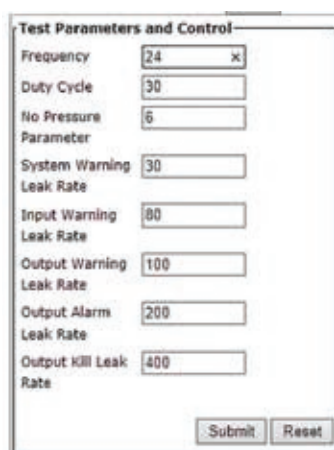 Test Parameters and Control
Frequency 24 x
Duty Cycle 30
No Pressure 6
Parameter
System Warning 30
Leak Rate
Input Warning 80
Leak Rate
Output Warning 100
Leak Rate
Output Alarm 200
Leak Rate
Output Kill Leak 400
Rate
Submit Reset